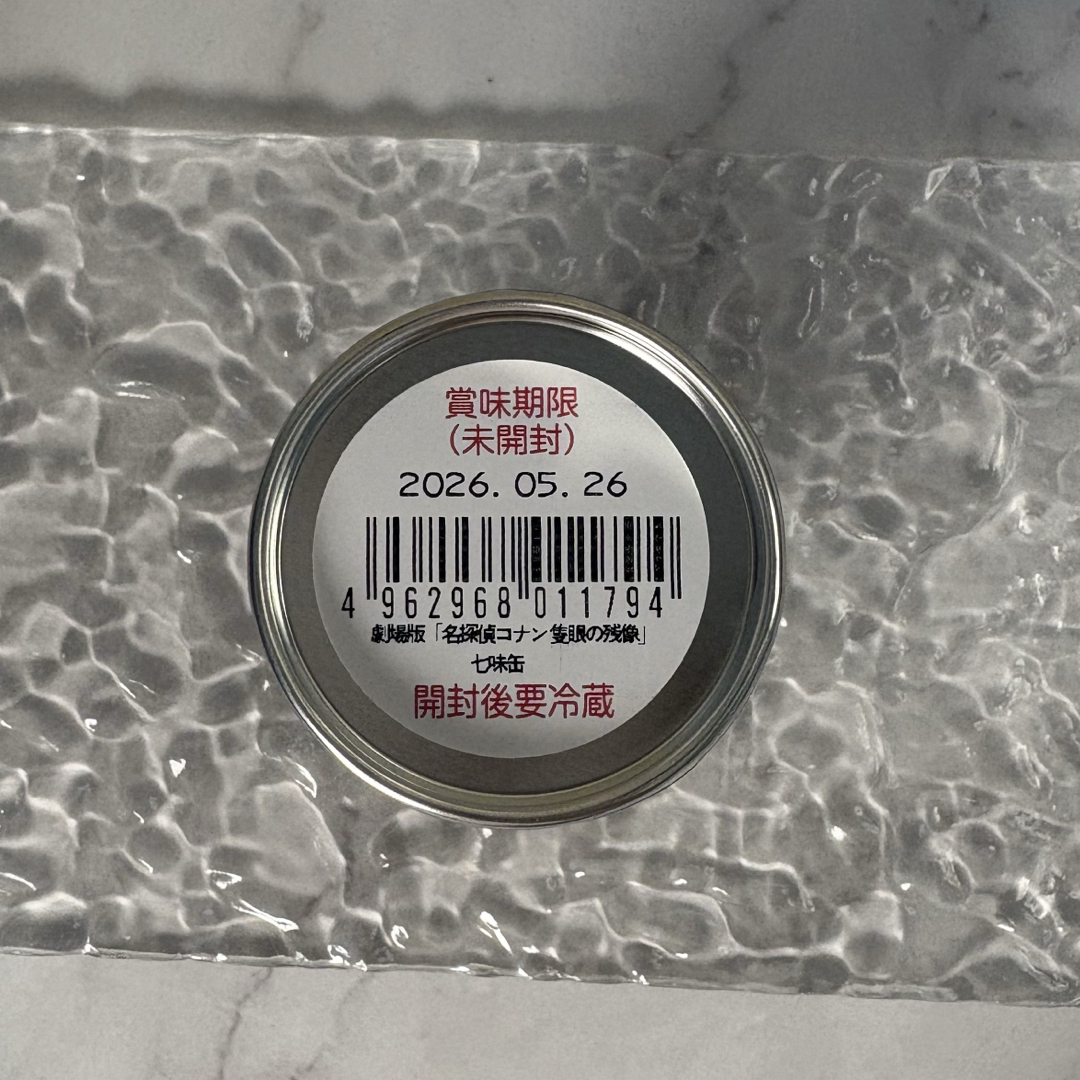 賞味期限
(未開封)
2026. 05. 26
4 962968 011794
劇場版「名探偵コナン 隻眼の残像」
七味缶
開封後要冷蔵